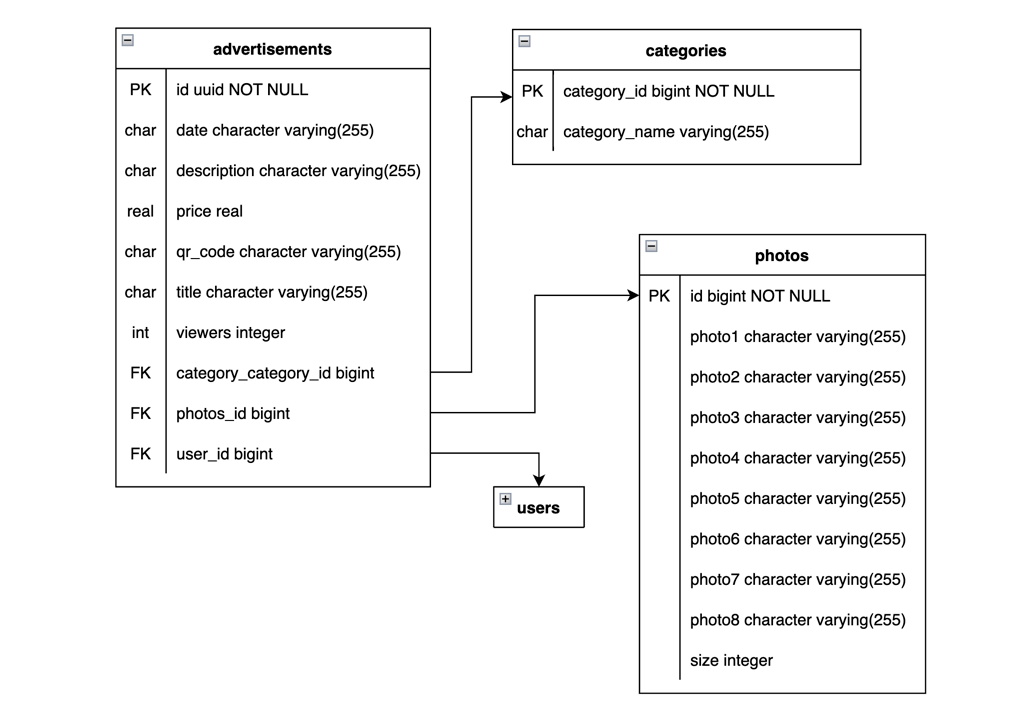 advertisements
PK id uuid NOT NULL
char date character varying(255)
char description character varying(255)
real price real
char qr_code character varying(255)
char title character varying(255)
int viewers integer
FK category_category_id bigint
FK photos_id bigint
FK user_id bigint
categories
PK category_id bigint NOT NULL
char category_name varying(255)
photos
PK id bigint NOT NULL
photo1 character varying(255)
photo2 character varying(255)
photo3 character varying(255)
photo4 character varying(255)
photo5 character varying(255)
photo6 character varying(255)
photo7 character varying(255)
photo8 character varying(255)
size integer
users